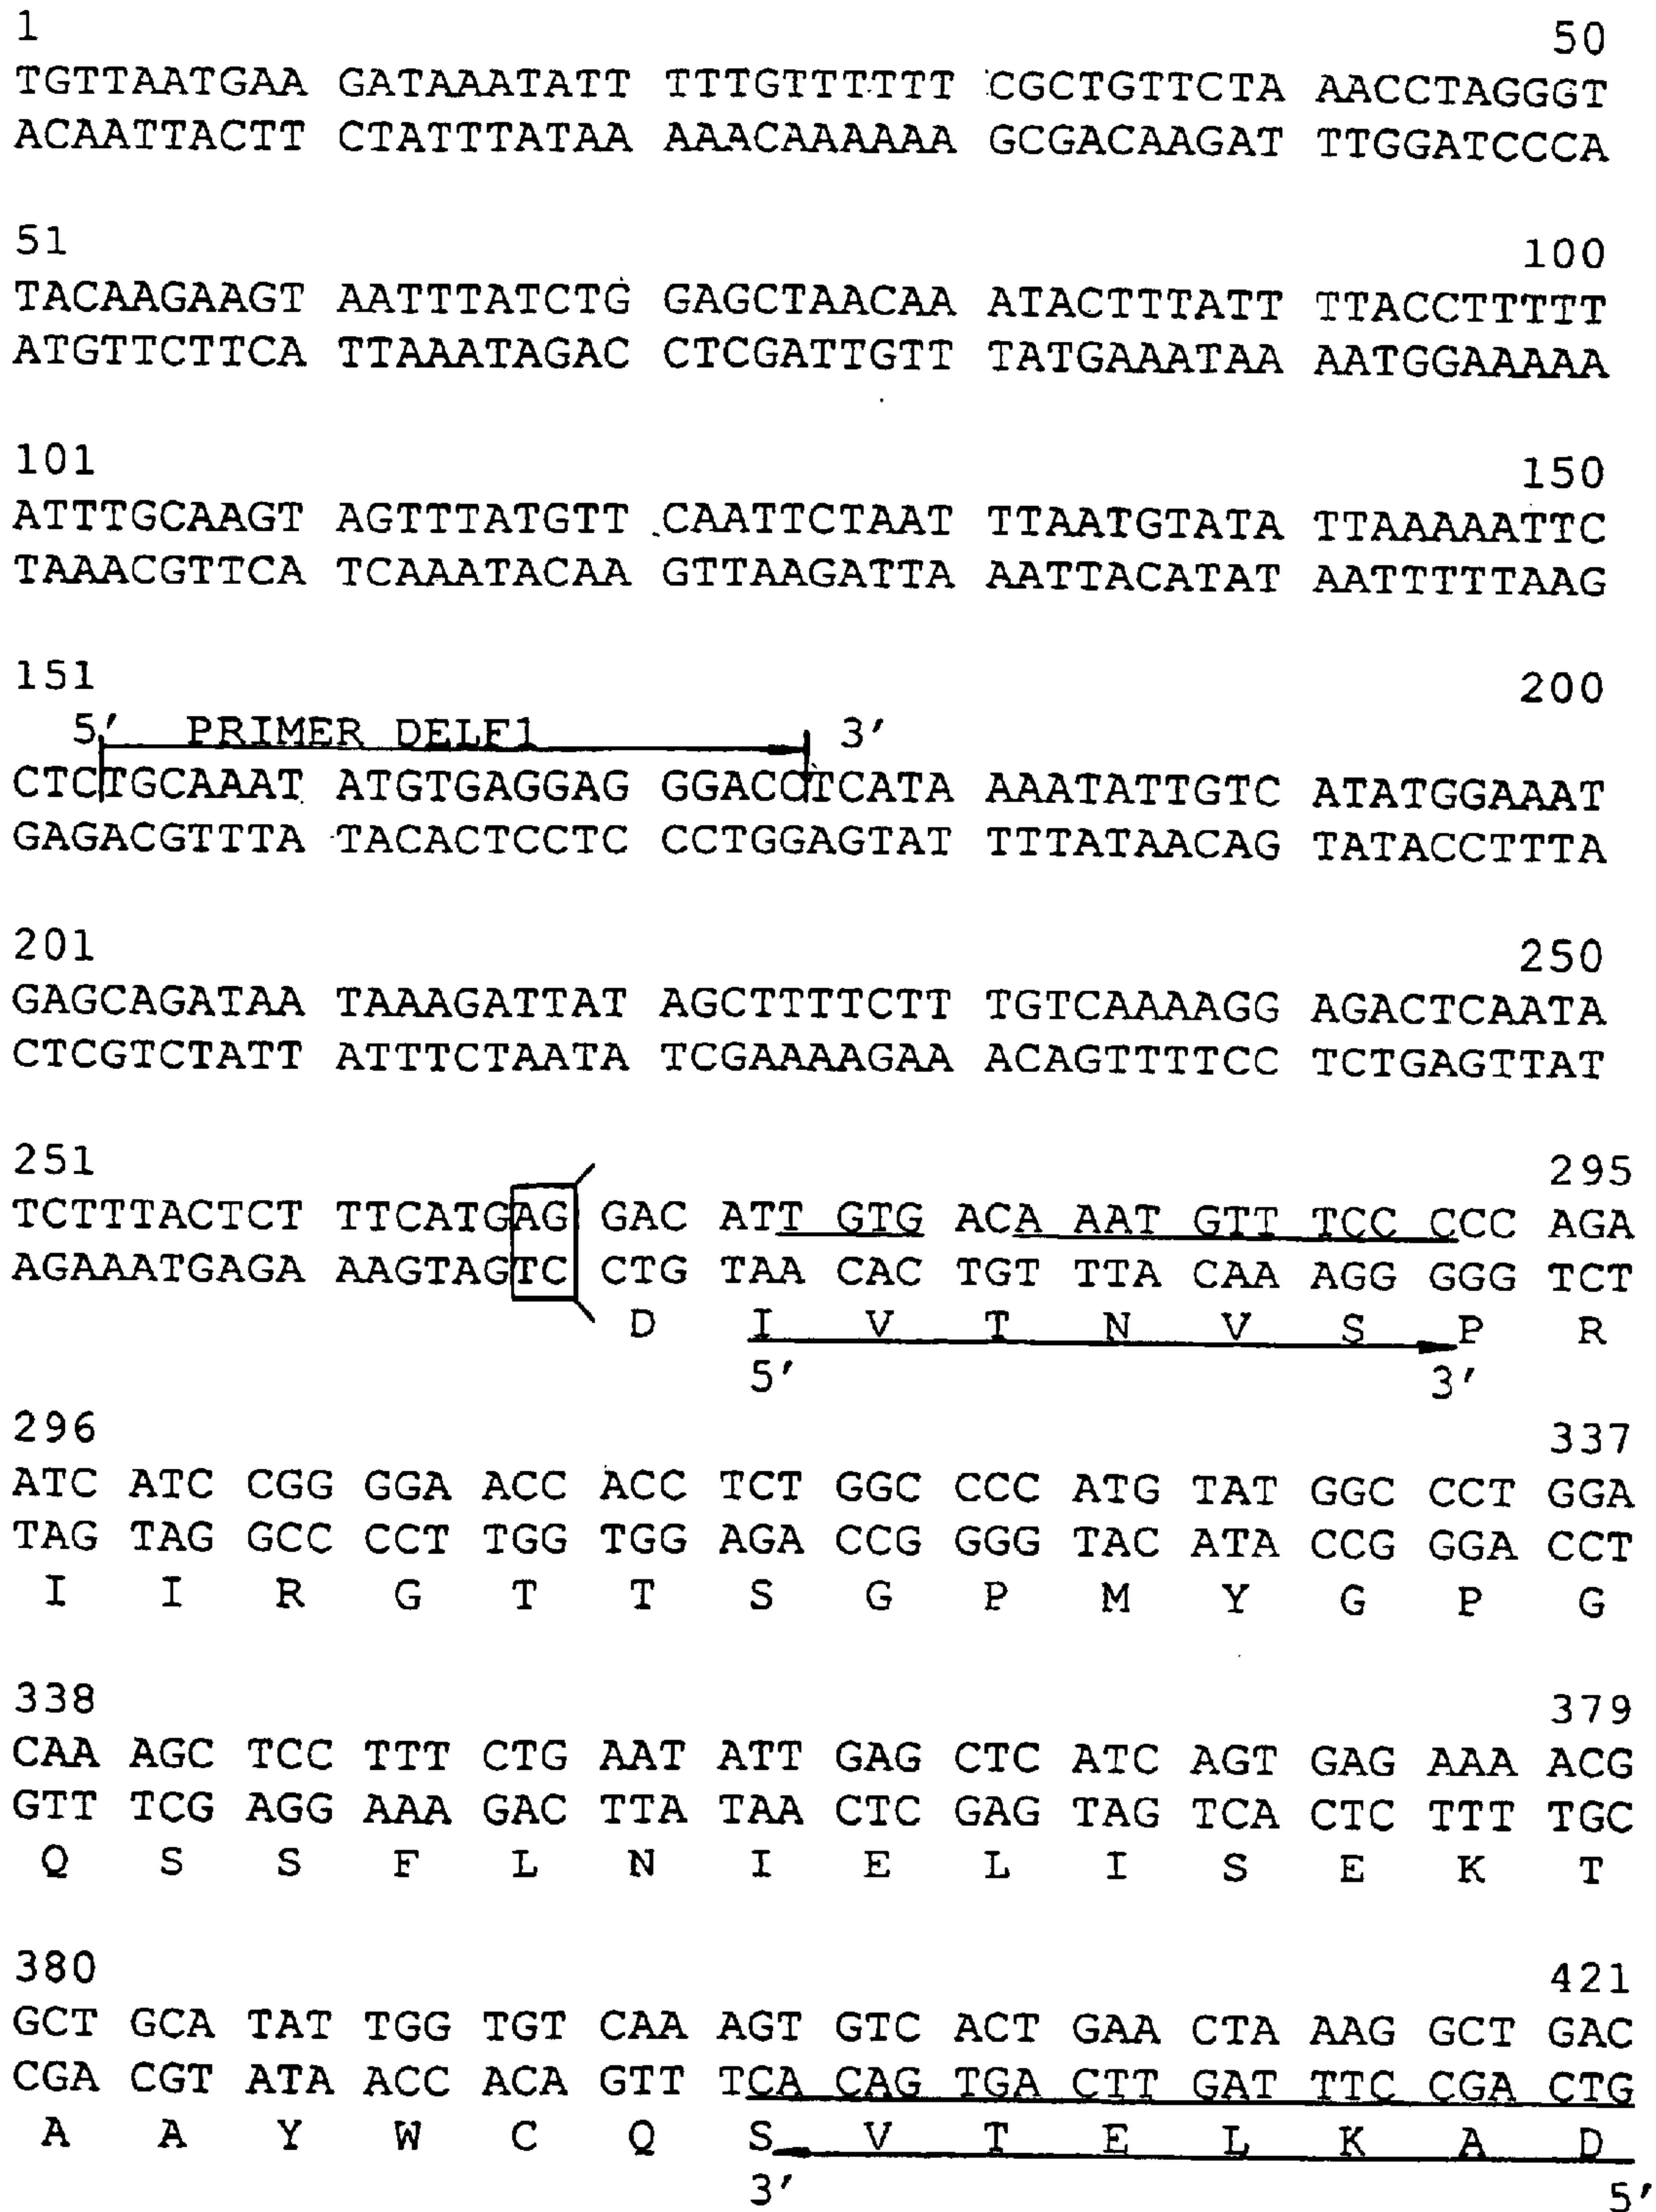 1 50
TGTTAATGAA GATAAATATT TTTGTTTTTT CGCTGTTCTA AACCTAGGGT
ACAATTACTT CTATTTATAA AAACAAAAAA GCGACAAGAT TTGGATCCCA
51 100
TACAAGAAGT AATTTATCTG GAGCTAACAA ATACTTTATT TTACCTTTTT
ATGTTCTTCA TTAAATAGAC CTCGATTGTT TATGAAATAA AATGGAAAAA
101 150
ATTTGCAAGT AGTTTATGTT CAATTCTAAT TTAATGTATA TTAAAAATTC
TAAACGTTCA TCAAATACAA GTTAAGATTA AATTACATAT AATTTTTAAG
151 200
5' PRIMER DELF1 3'
CTCTGCAAAT ATGTGAGGAG GGACCTCATA AAATATTGTC ATATGGAAAT
GAGACGTTTA TACACTCCTC CCTGGAGTAT TTTATAACAG TATACCTTTA
201 250
GAGCAGATAA TAAAGATTAT AGCTTTTCTT TGTCAAAAGG AGACTCAATA
CTCGTCTATT ATTTCTAATA TCGAAAAGAA ACAGTTTTCC TCTGAGTTAT
251 295
TCTTTACTCT TTCATGAG GAC ATT GTG ACA AAT GTT TCC CCC AGA
AGAAATGAGA AAGTAGTC CTG TAA CAC TGT TTA CAA AGG GGG TCT
D I V T N V S P R
5' 3'
296 337
ATC ATC CGG GGA ACC ACC TCT GGC CCC ATG TAT GGC CCT GGA
TAG TAG GCC CCT TGG TGG AGA CCG GGG TAC ATA CCG GGA CCT
I I R G T T S G P M Y G P G
338 379
CAA AGC TCC TTT CTG AAT ATT GAG CTC ATC AGT GAG AAA ACG
GTT TCG AGG AAA GAC TTA TAA CTC GAG TAG TCA CTC TTT TGC
Q S S F L N I E L I S E K T
380 421
GCT GCA TAT TGG TGT CAA AGT GTC ACT GAA CTA AAG GCT GAC
CGA CGT ATA ACC ACA GTT TCA CAG TGA CTT GAT TTC CGA CTG
A A Y W C Q S V T E L K A D
3' 5'